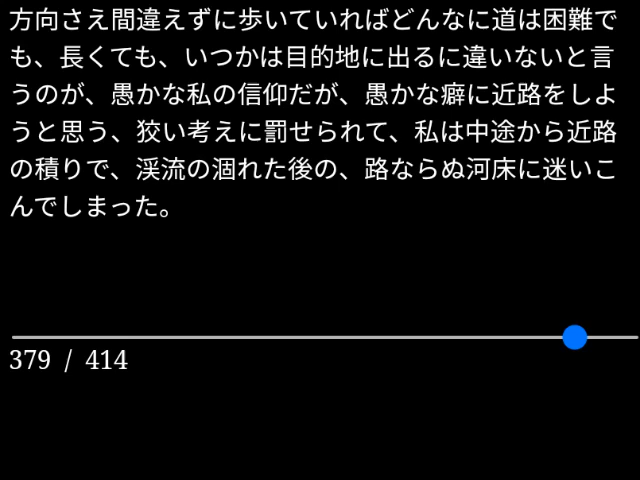 方向さえ間違えずに歩いていればどんなに道は困難で
も、長くても、いつかは目的地に出るに違いないと言
うのが、愚かな私の信仰だが、愚かな癖に近路をしよ
うと思う、狡い考えに罰せられて、私は中途から近路
の積りで、渓流の涸れた後の、路ならぬ河床に迷いこ
んでしまった。
379 / 414